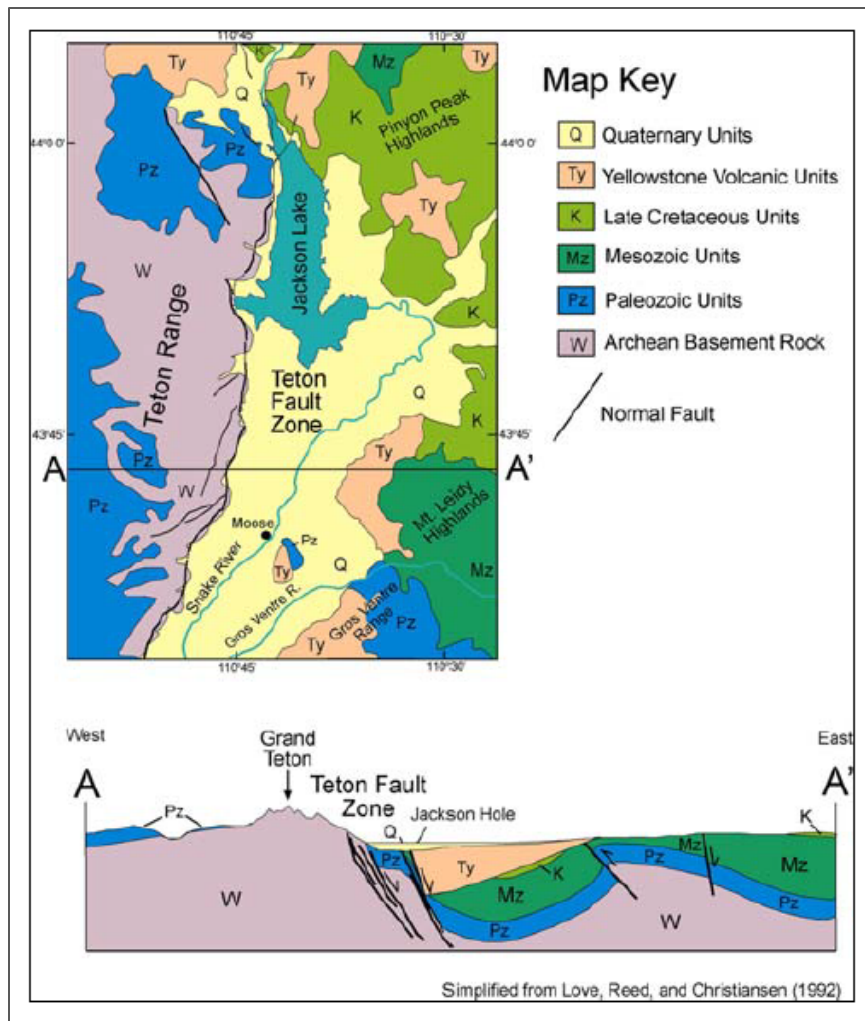 110°45'
110°30'
K
Ty
Ty
Mz
Ty
Q
K
Pinyon Peak
Highlands
44°0 0'
44°0 0'
Pz
Pz
Ty
W
Jackson Lake
K
Teton Range
Teton
Fault
Zone
Q
K
43°45'
43°45'
Ty
A
A'
Pz
W
Pz
Mt. Leidy
Highlands
Moose
Pz
Snake River
Ty
Q
Mz
Gros Ventre R.
Gros Ventre
Range
Ty
Pz
110°45'
110°30'
Map Key
Q Quaternary Units
Ty Yellowstone Volcanic Units
K Late Cretaceous Units
Mz Mesozoic Units
Pz Paleozoic Units
W Archean Basement Rock
Normal Fault
West
East
Grand
Teton
A
A'
Teton Fault
Zone
Pz
Q
Jackson Hole
K
Pz
Ty
K
Mz
Mz
Pz
Mz
W
Pz
W
Pz
Simplified from Love, Reed, and Christiansen (1992)